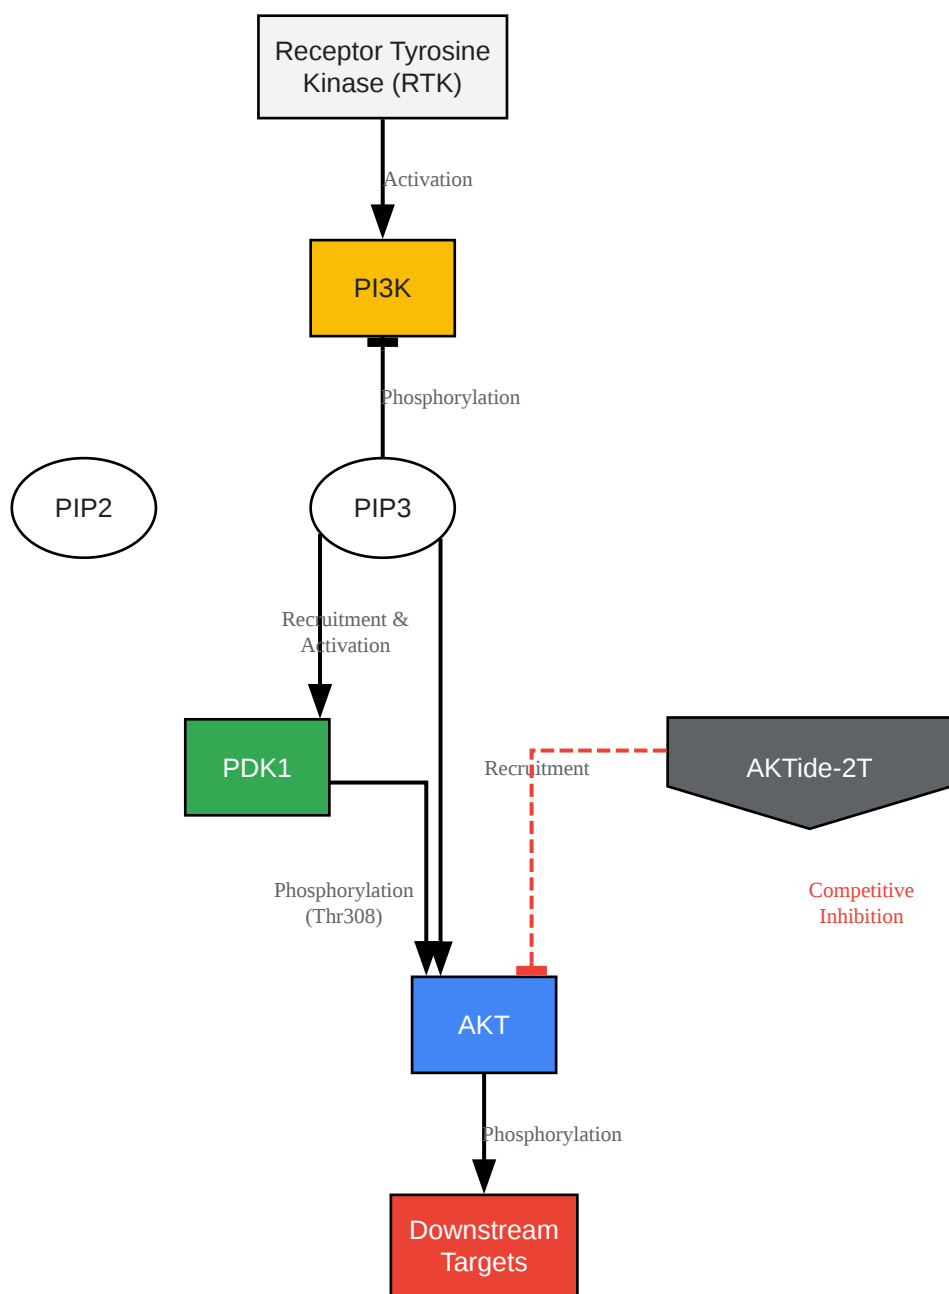 Receptor Tyrosine
Kinase (RTK)
Activation
PI3K
Phosphorylation
PIP2
PIP3
Recruitment &
Activation
PDK1
Recruitment
AKTide-2T
Phosphorylation
(Thr308)
Competitive
Inhibition
AKT
Phosphorylation
Downstream
Targets